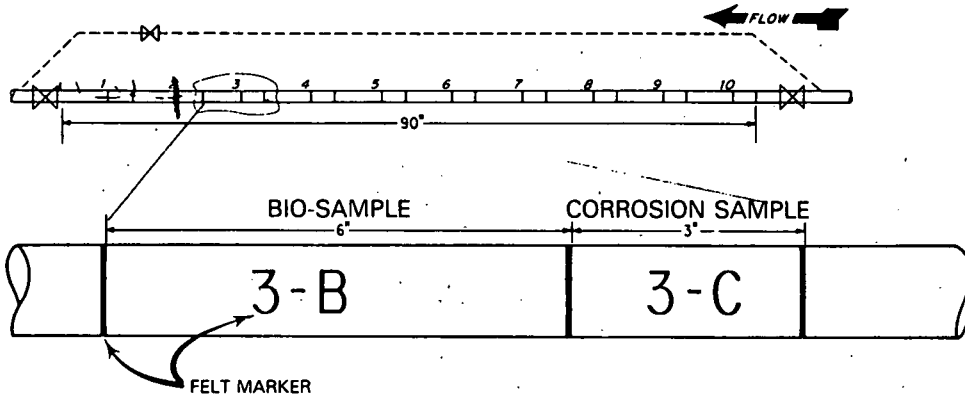 FLOW
1 3 4 5 6 7 8 9 10
90"
BIO-SAMPLE CORROSION SAMPLE
6" 3"
3-B 3-C
FELT MARKER